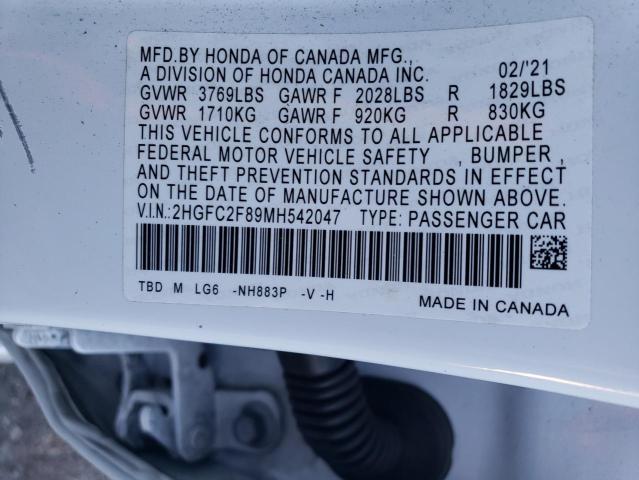 MFD.BY HONDA OF CANADA MFG.,
A DIVISION OF HONDA CANADA INC. 02/'21
GVWR 3769LBS GAWR F 2028LBS R 1829LBS
GVWR 1710KG GAWR F 920KG R 830KG
THIS VEHICLE CONFORMS TO ALL APPLICABLE
FEDERAL MOTOR VEHICLE SAFETY , BUMPER ,
AND THEFT PREVENTION STANDARDS IN EFFECT
ON THE DATE OF MANUFACTURE SHOWN ABOVE.
V.I.N.:2HGFC2F89MH542047 TYPE: PASSENGER CAR
TBD M LG6 -NH883P -V -H
MADE IN CANADA